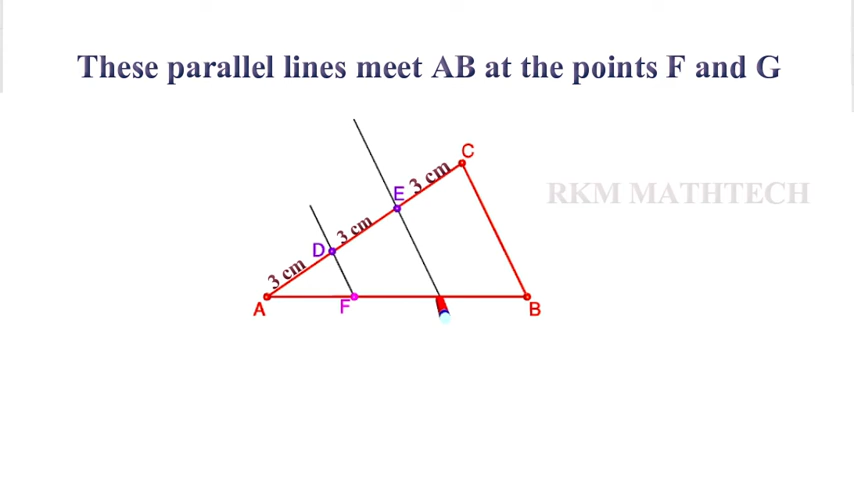 These parallel lines meet AB at the points F and G
C
RKM MATHTECH
3 cm
E
3 cm
D
3 cm
A
F
B